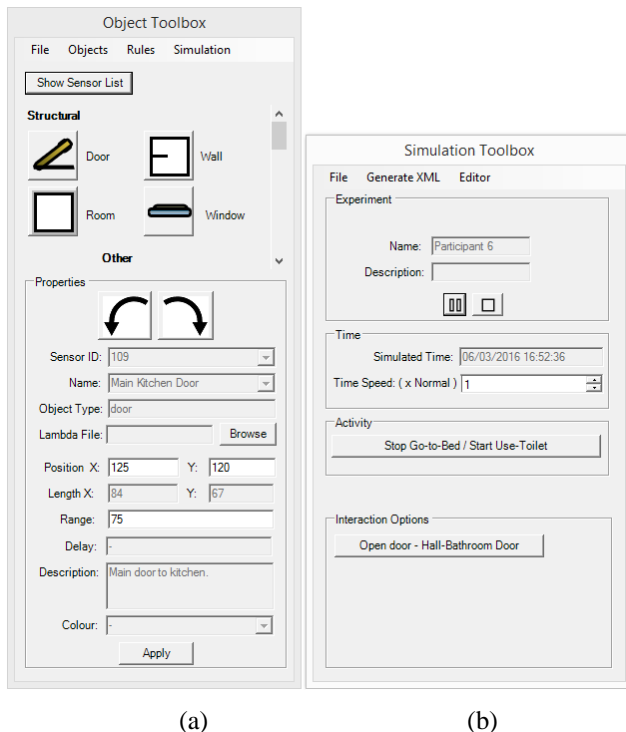 Object Toolbox
File Objects Rules Simulation
Show Sensor List
Structural
Door Wall
Room Window
Other
Properties
Sensor ID: 109
Name: Main Kitchen Door
Object Type: door
Lambda File: Browse
Position X: 125 Y: 120
Length X: 84 Y: 67
Range: 75
Delay: -
Description: Main door to kitchen.
Colour: -
Apply
(a)
Simulation Toolbox
File Generate XML Editor
Experiment
Name: Participant 6
Description:
Time
Simulated Time: 06/03/2016 16:52:36
Time Speed: ( x Normal ) 1
Activity
Stop Go-to-Bed / Start Use-Toilet
Interaction Options
Open door - Hall-Bathroom Door
(b)